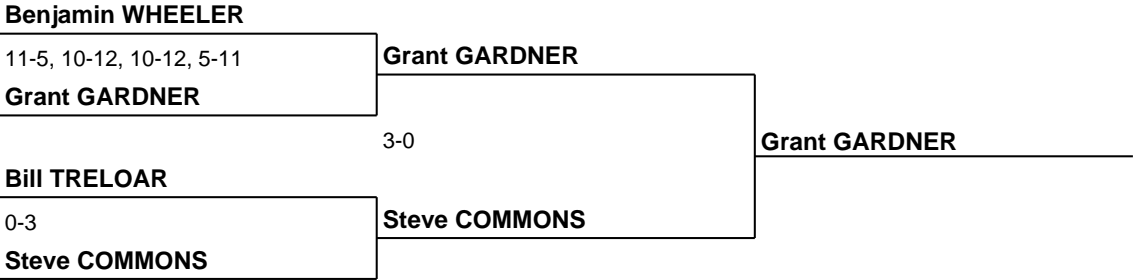 Benjamin WHEELER
11-5, 10-12, 10-12, 5-11
Grant GARDNER
Grant GARDNER
3-0
Grant GARDNER
Bill TRELOAR
0-3
Steve COMMONS
Steve COMMONS